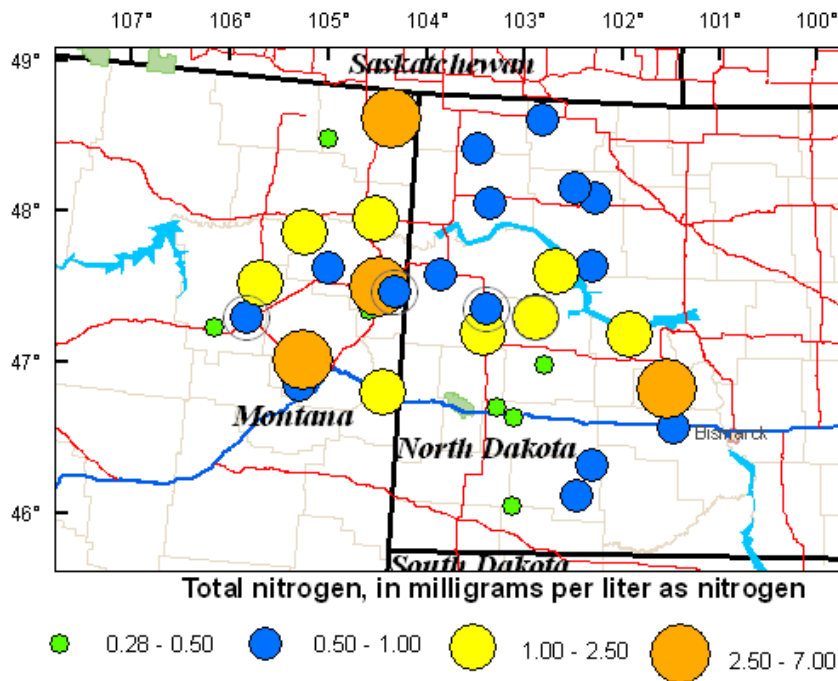 107° 106° 105° 104° 103° 102° 101° 100°
49°
Saskatchewan
48°
47°
Montana
Bismarck
North Dakota
46°
South Dakota
Total nitrogen, in milligrams per liter as nitrogen
0.28 - 0.50 0.50 - 1.00 1.00 - 2.50 2.50 - 7.00